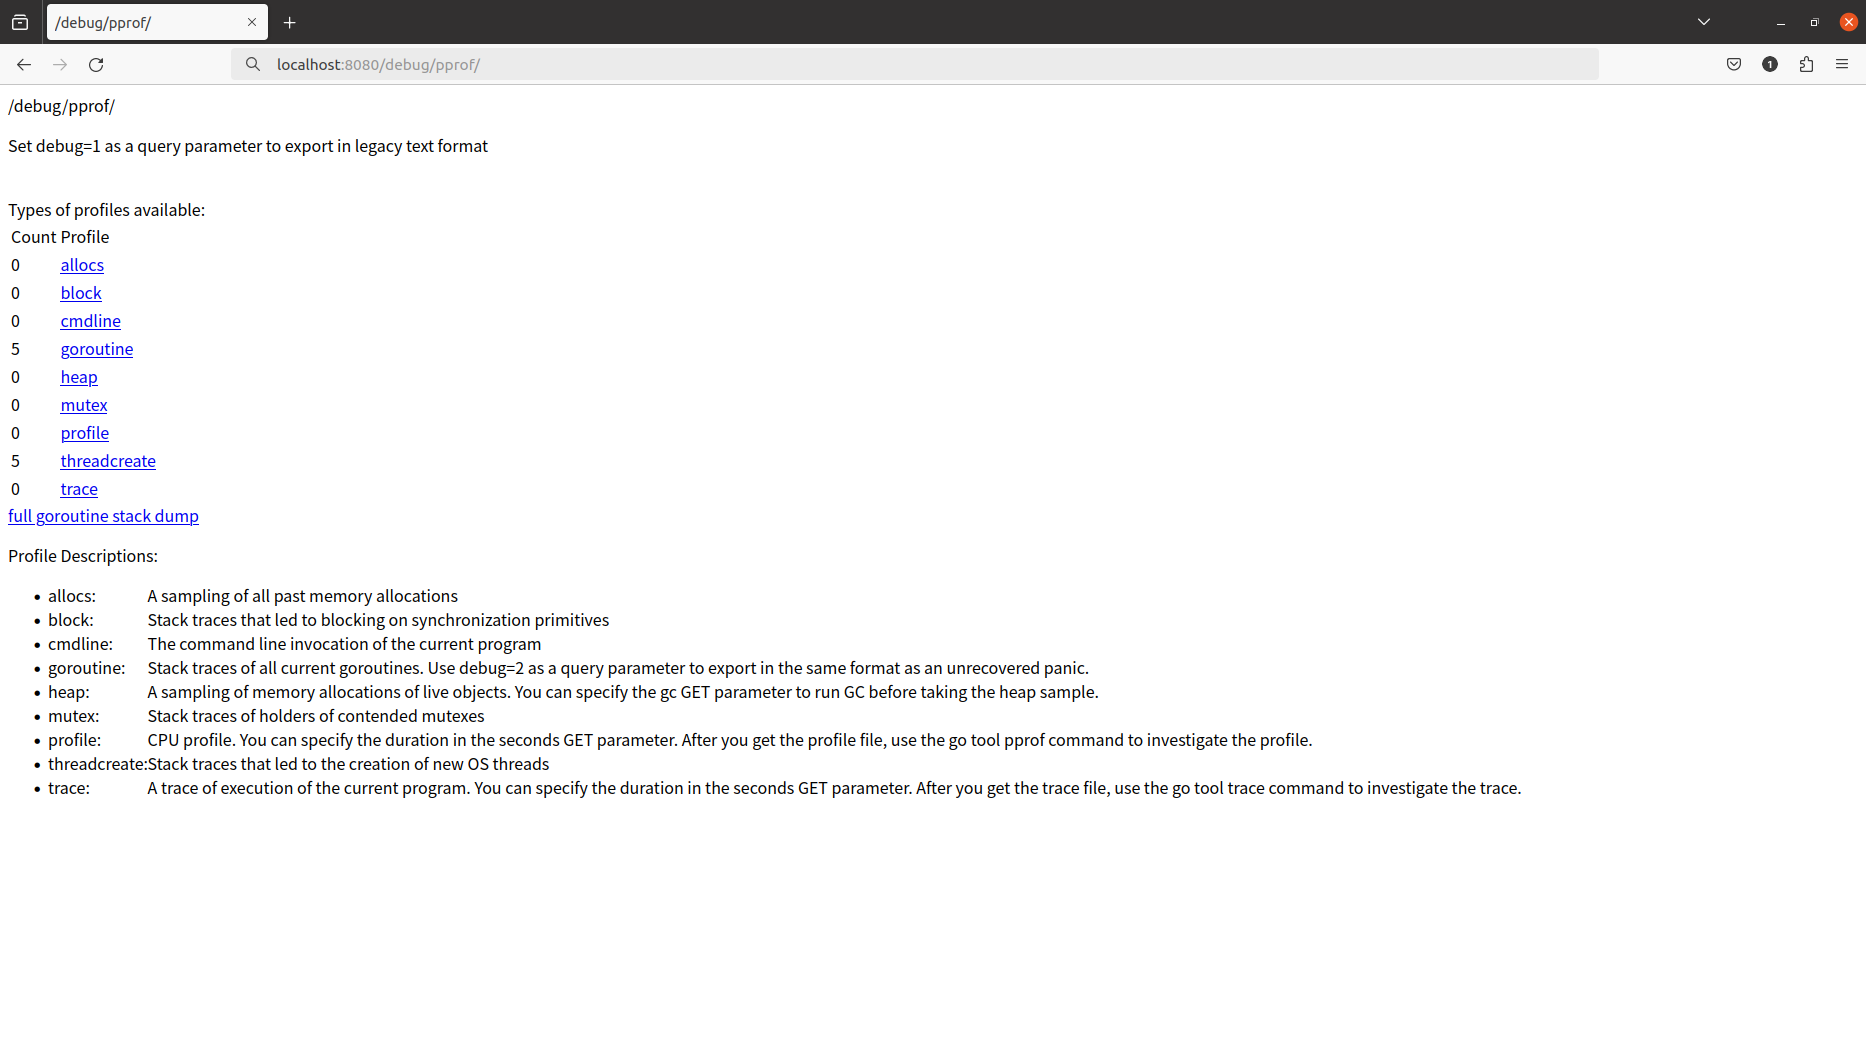 /debug/pprof/
localhost:8080/debug/pprof/
1
/debug/pprof/
Set debug=1 as a query parameter to export in legacy text format
Types of profiles available:
Count Profile
0 allocs
0 block
0 cmdline
5 goroutine
0 heap
0 mutex
0 profile
5 threadcreate
0 trace
full goroutine stack dump
Profile Descriptions:
• allocs: A sampling of all past memory allocations
• block: Stack traces that led to blocking on synchronization primitives
• cmdline: The command line invocation of the current program
• goroutine: Stack traces of all current goroutines. Use debug=2 as a query parameter to export in the same format as an unrecovered panic.
• heap: A sampling of memory allocations of live objects. You can specify the gc GET parameter to run GC before taking the heap sample.
• mutex: Stack traces of holders of contended mutexes
• profile: CPU profile. You can specify the duration in the seconds GET parameter. After you get the profile file, use the go tool pprof command to investigate the profile.
• threadcreate: Stack traces that led to the creation of new OS threads
• trace: A trace of execution of the current program. You can specify the duration in the seconds GET parameter. After you get the trace file, use the go tool trace command to investigate the trace.